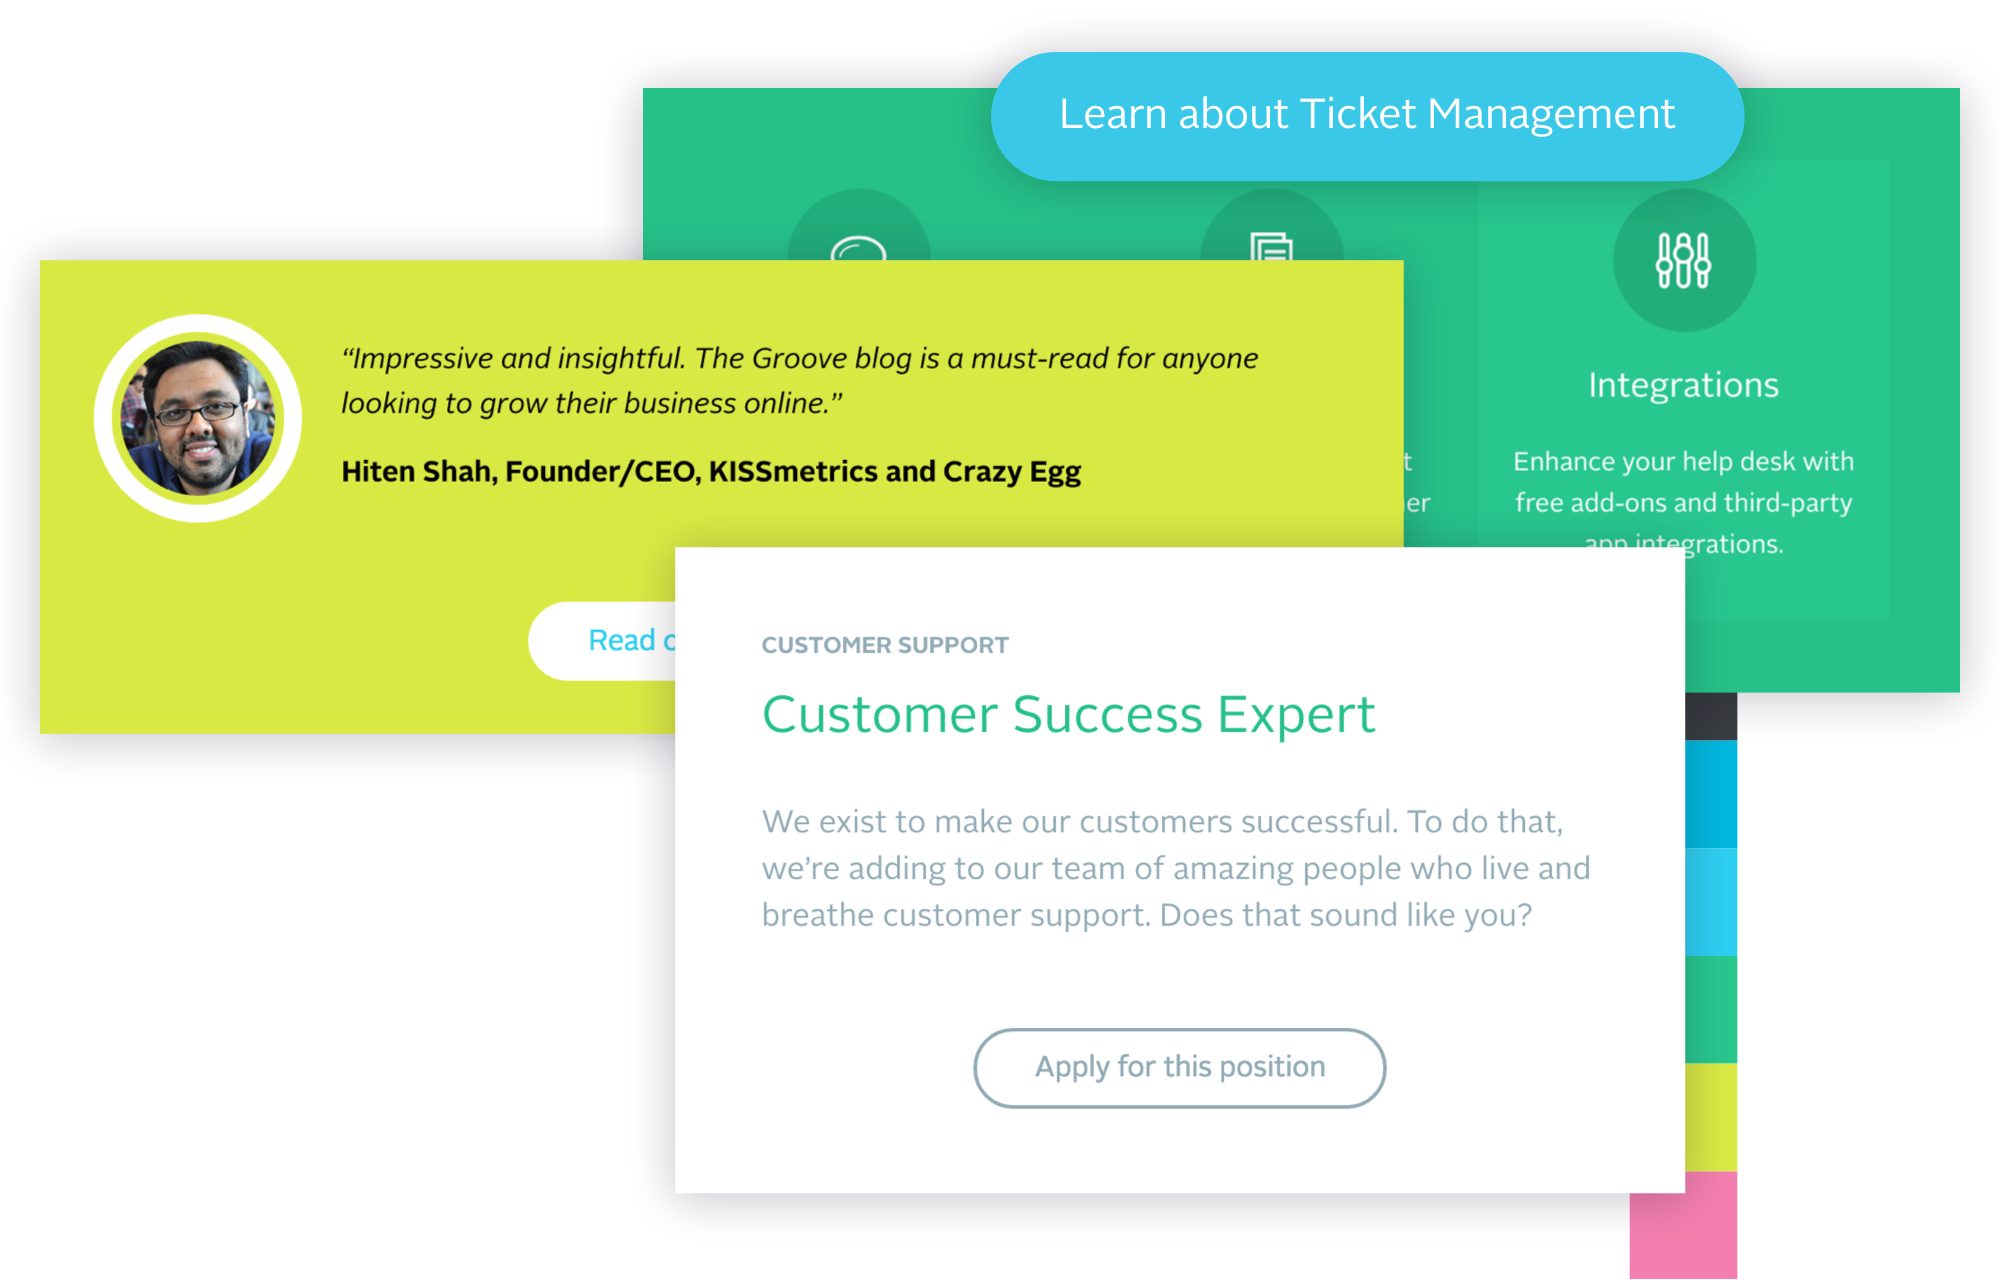 Learn about Ticket Management
Integrations
Enhance your help desk with
free add-ons and third-party
app integrations.
“Impressive and insightful. The Groove blog is a must-read for anyone
looking to grow their business online.”
Hiten Shah, Founder/CEO, KISSmetrics and Crazy Egg
Read
CUSTOMER SUPPORT
Customer Success Expert
We exist to make our customers successful. To do that,
we’re adding to our team of amazing people who live and
breathe customer support. Does that sound like you?
Apply for this position